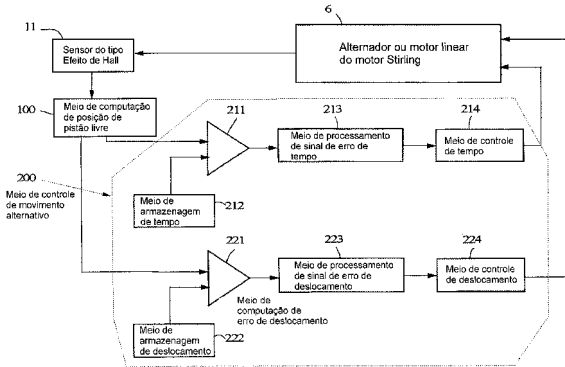 6
Alternador ou motor linear
do motor Stirling
11
Sensor do tipo
Efeito de Hall
100
Meio de computação
de posição de
pistão livre
211
213
Meio de processamento
de sinal de erro de
tempo
214
Meio de controle
de tempo
200
Meio de controle
de movimento
alternativo
Meio de
armazenagem
de tempo
212
221
Meio de
computação de
erro de deslocamento
223
Meio de processamento
de sinal de erro de
deslocamento
224
Meio de controle
de deslocamento
Meio de
armazenagem
de deslocamento
222